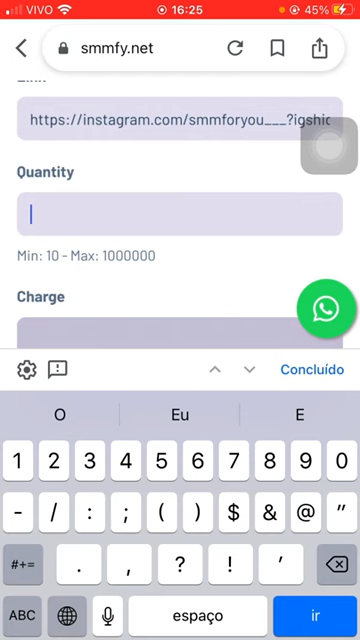 VIVO 16:25 45%
smmfy.net
https://instagram.com/smmforyou___?igshic
Quantity
Min: 10 - Max: 1000000
Charge
Concluído
O Eu E
1 2 3 4 5 6 7 8 9 0
- / : ; ( ) $ & @ "
#+= . , ? ! '
ABC espaço ir